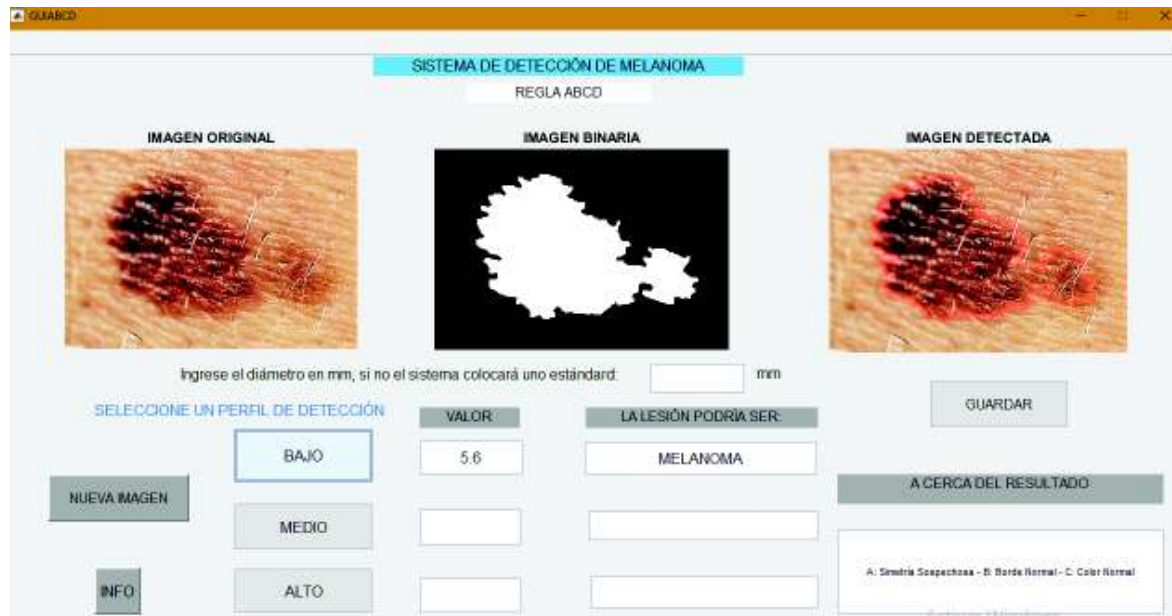 GUIABCD
SISTEMA DE DETECCIÓN DE MELANOMA
REGLA ABCD
IMAGEN ORIGINAL
IMAGEN BINARIA
IMAGEN DETECTADA
Ingrese el diámetro en mm, si no el sistema colocará uno estándard:
mm
SELECCIONE UN PERFIL DE DETECCIÓN
VALOR
LA LESIÓN PODRÍA SER:
GUARDAR
BAJO
5.6
MELANOMA
NUEVA IMAGEN
A CERCA DEL RESULTADO
MEDIO
A: Simetría Sospechosa - B: Borde Normal - C: Color Normal
INFO
ALTO